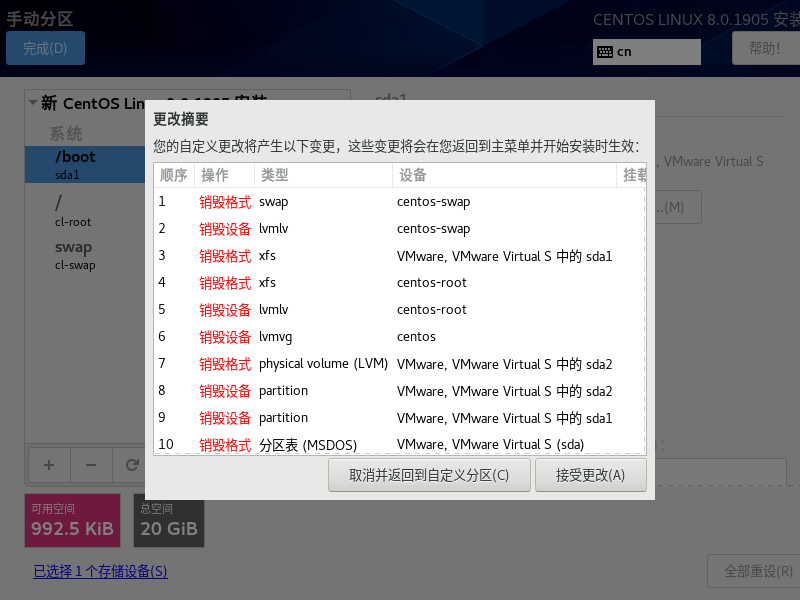 手动分区
CENTOS LINUX 8.0.1905 安装
完成(D)
cn
帮助!
新 CentOS Linux 8.0.1905 安装
sda1
系统
/boot
sda1
/
cl-root
swap
cl-swap
, VMware Virtual S
..(M)
更改摘要
您的自定义更改将产生以下变更，这些变更将会在您返回到主菜单并开始安装时生效：
顺序 操作 类型 设备 挂载
1 销毁格式 swap centos-swap
2 销毁设备 lvmlv centos-swap
3 销毁格式 xfs VMware, VMware Virtual S 中的 sda1
4 销毁格式 xfs centos-root
5 销毁设备 lvmlv centos-root
6 销毁设备 lvmvg centos
7 销毁格式 physical volume (LVM) VMware, VMware Virtual S 中的 sda2
8 销毁设备 partition VMware, VMware Virtual S 中的 sda2
9 销毁设备 partition VMware, VMware Virtual S 中的 sda1
10 销毁格式 分区表 (MSDOS) VMware, VMware Virtual S (sda)
取消并返回到自定义分区(C)
接受更改(A)
可用空间
992.5 KiB
总空间
20 GiB
已选择 1 个存储设备(S)
全部重设(R)